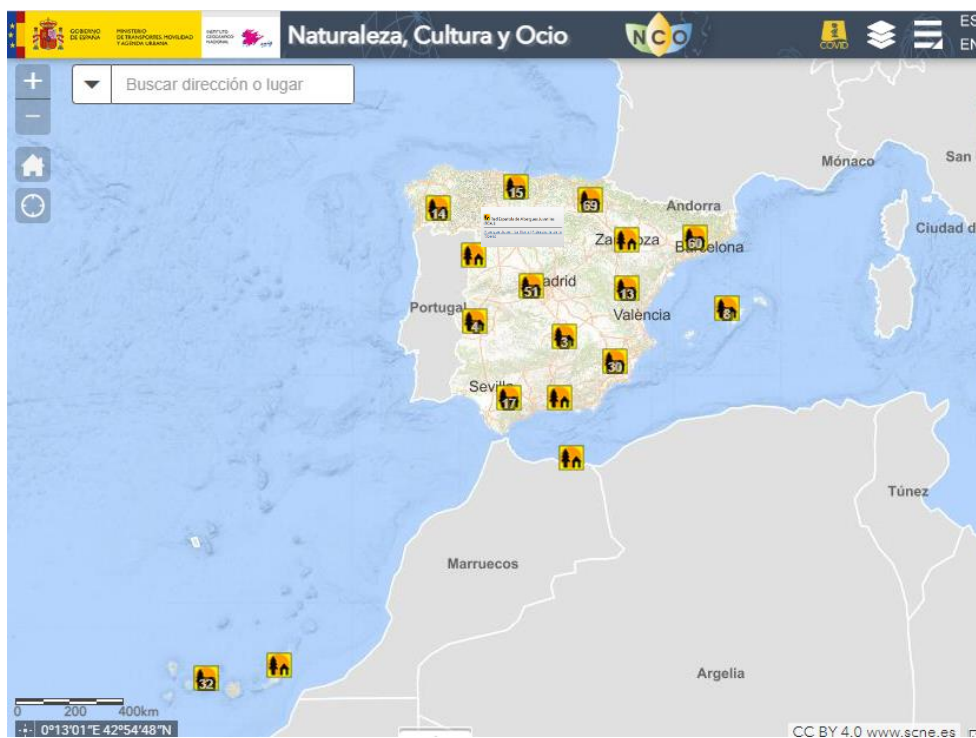 GOBIERNO
DE ESPAÑA
MINISTERIO
DE TRANSPORTES, MOVILIDAD
Y AGENDA URBANA
INSTITUTO
GEOGRÁFICO
NACIONAL
Naturaleza, Cultura y Ocio
NCO
COVID
ES
EN
Buscar dirección o lugar
Mónaco
San
Andorra
15
69
14
Zaragoza
60
Barcelona
Ciudad d
51
Madrid
13
Portugal
València
8
4
3
30
Sevilla
17
Túnez
Marruecos
Argelia
32
0 200 400km
0°13'01"E 42°54'48"N
CC BY 4.0 www.scne.es